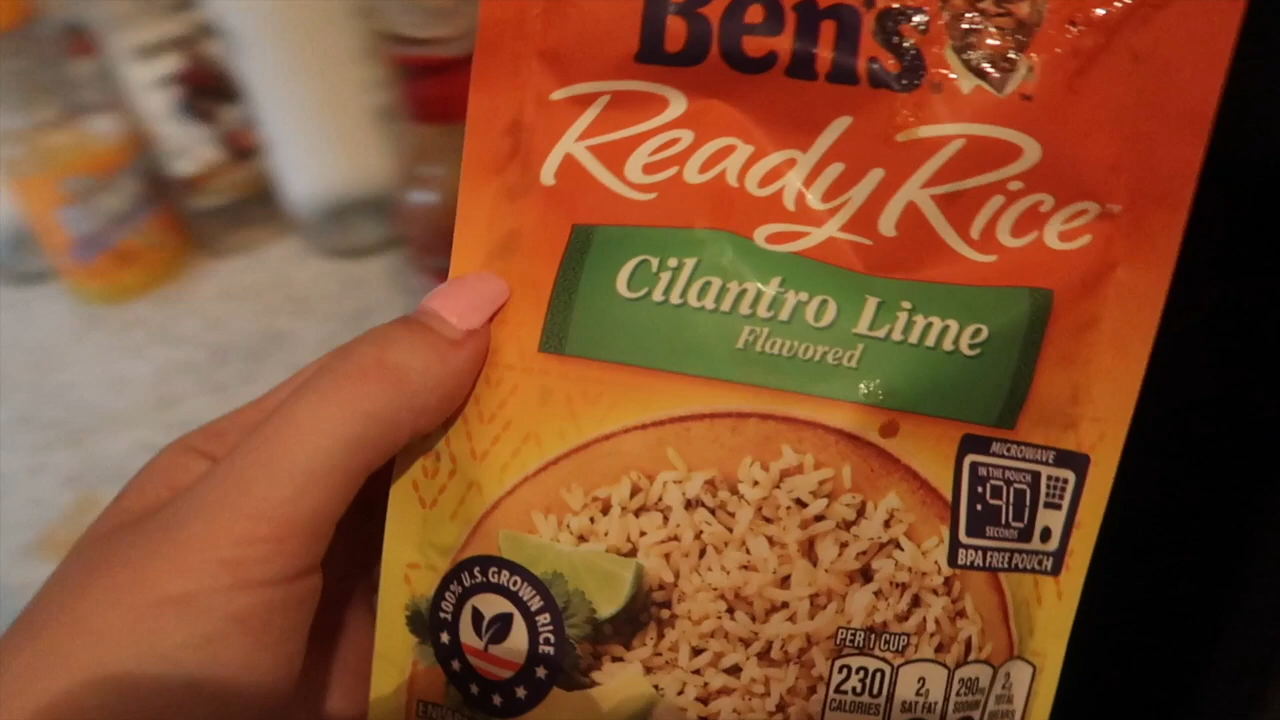 Ben's
Ready Rice™
Cilantro Lime
Flavored
MICROWAVE
IN THE POUCH
:90
SECONDS
BPA FREE POUCH
100% U.S. GROWN RICE
PER 1 CUP
230
CALORIES
2g
SAT FAT
290mg
SODIUM
2g
TOTAL